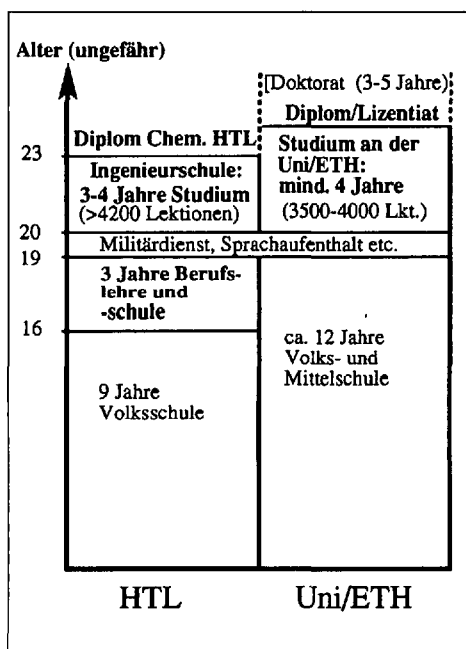 Alter (ungefähr)
[Doktorat (3-5 Jahre)
Diplom/Lizentiat
Diplom Chem. HTL
Studium an der
Uni/ETH:
mind. 4 Jahre
(3500-4000 Lkt.)
23
Ingenieurschule:
3-4 Jahre Studium
(>4200 Lektionen)
20
Militärdienst, Sprachaufenthalt etc.
19
3 Jahre Berufs-
lehre und
-schule
16
ca. 12 Jahre
Volks- und
Mittelschule
9 Jahre
Volksschule
HTL
Uni/ETH